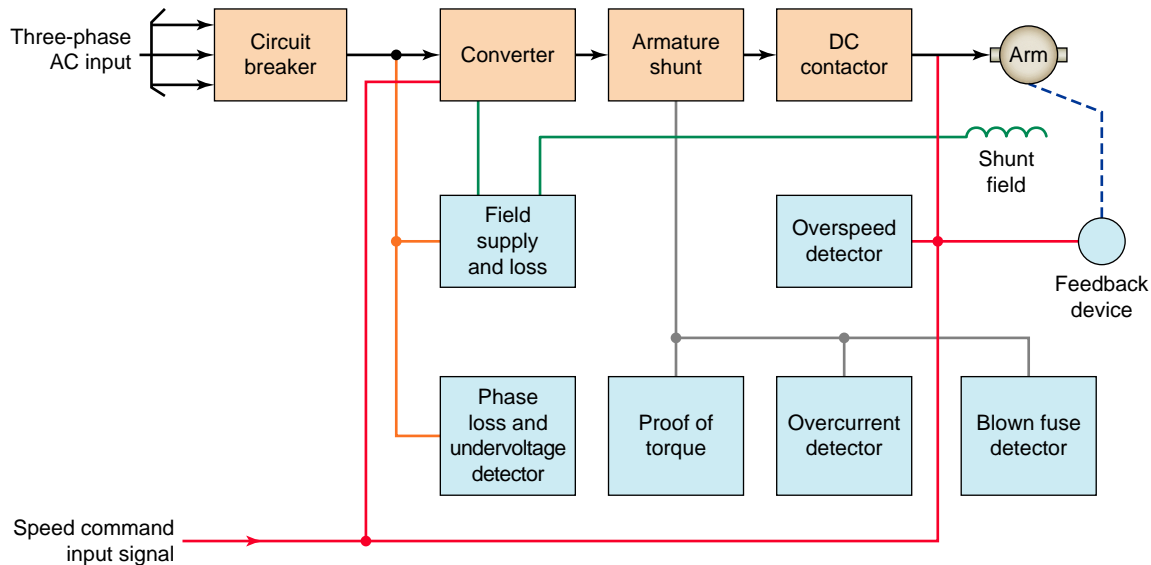 Three-phase
AC input
Circuit
breaker
Converter
Armature
shunt
DC
contactor
Arm
Shunt
field
Field
supply
and loss
Overspeed
detector
Feedback
device
Phase
loss and
undervoltage
detector
Proof of
torque
Overcurrent
detector
Blown fuse
detector
Speed command
input signal